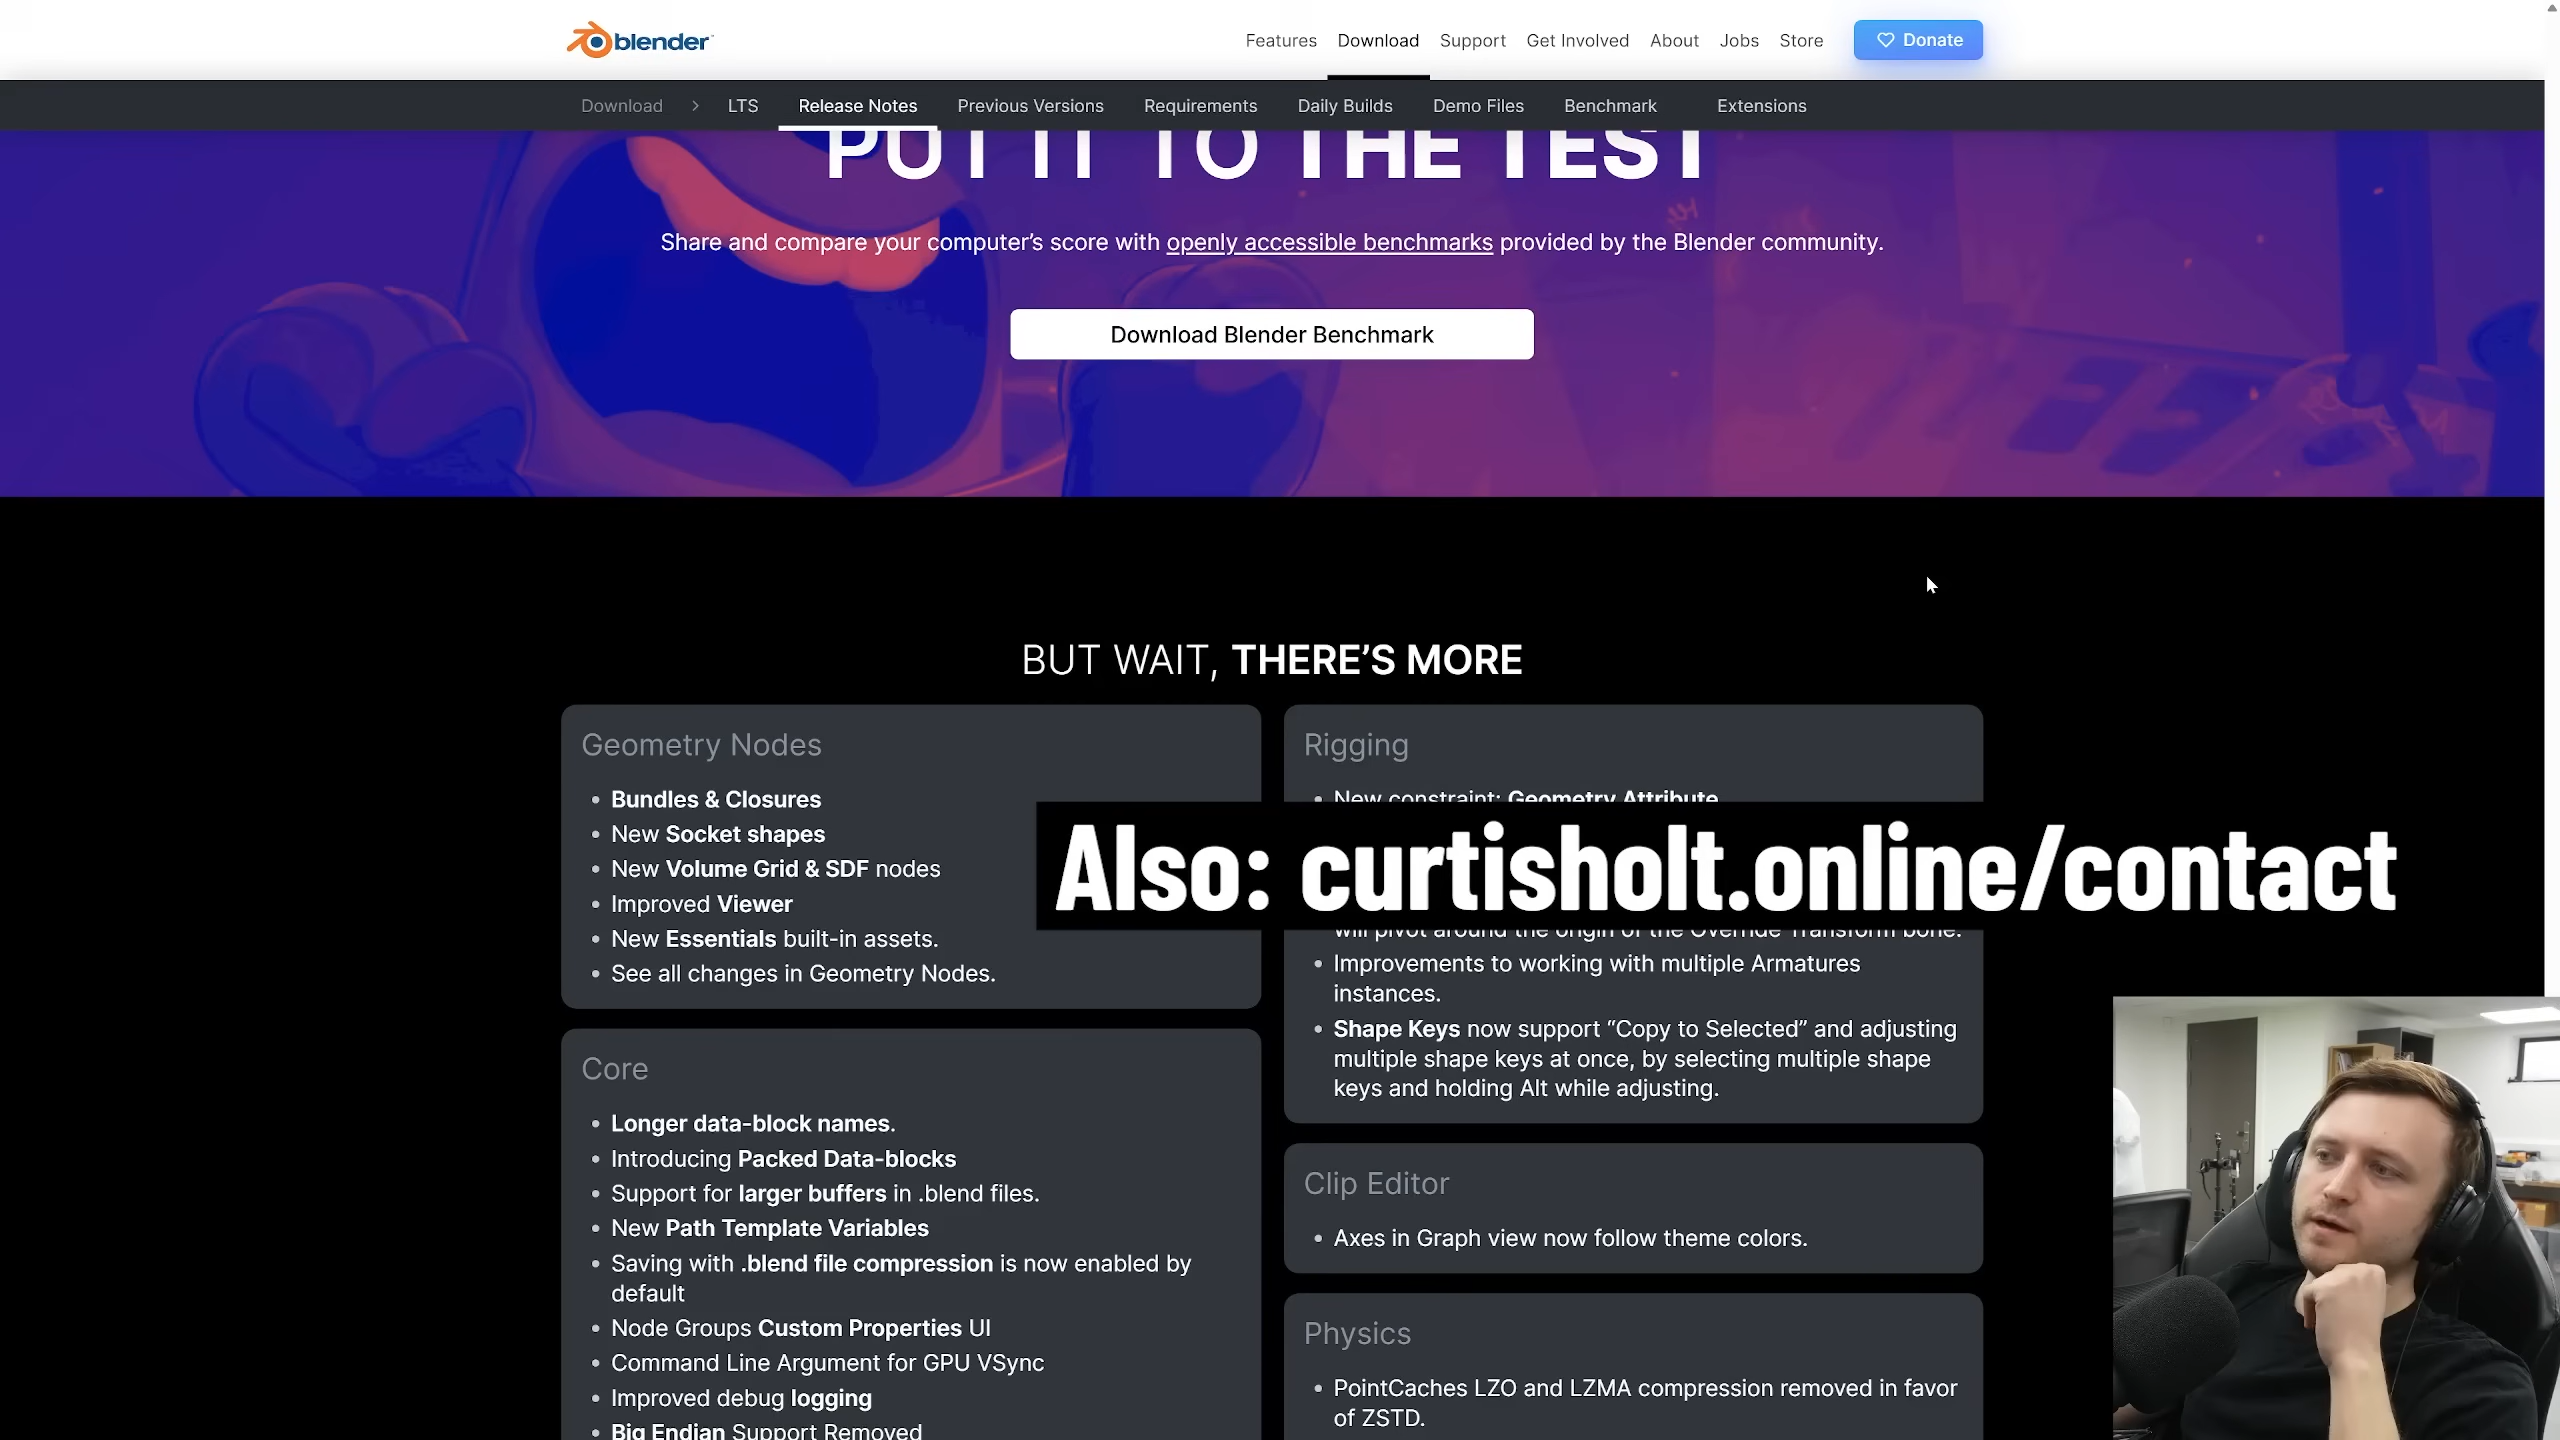 blender
Features Download Support Get Involved About Jobs Store Donate
Download > LTS Release Notes Previous Versions Requirements Daily Builds Demo Files Benchmark Extensions
PUT IT TO THE TEST
Share and compare your computer's score with openly accessible benchmarks provided by the Blender community.
Download Blender Benchmark
BUT WAIT, THERE'S MORE
Geometry Nodes
• Bundles & Closures
• New Socket shapes
• New Volume Grid & SDF nodes
• Improved Viewer
• New Essentials built-in assets.
• See all changes in Geometry Nodes.
Core
• Longer data-block names.
• Introducing Packed Data-blocks
• Support for larger buffers in .blend files.
• New Path Template Variables
• Saving with .blend file compression is now enabled by
default
• Node Groups Custom Properties UI
• Command Line Argument for GPU VSync
• Improved debug logging
• Big Endian Support Removed
Rigging
• New constraint: Geometry Attribute
Also: curtisholt.online/contact
will pivot around the origin of the Override Transform bone.
• Improvements to working with multiple Armatures
instances.
• Shape Keys now support “Copy to Selected” and adjusting
multiple shape keys at once, by selecting multiple shape
keys and holding Alt while adjusting.
Clip Editor
• Axes in Graph view now follow theme colors.
Physics
• PointCaches LZO and LZMA compression removed in favor
of ZSTD.